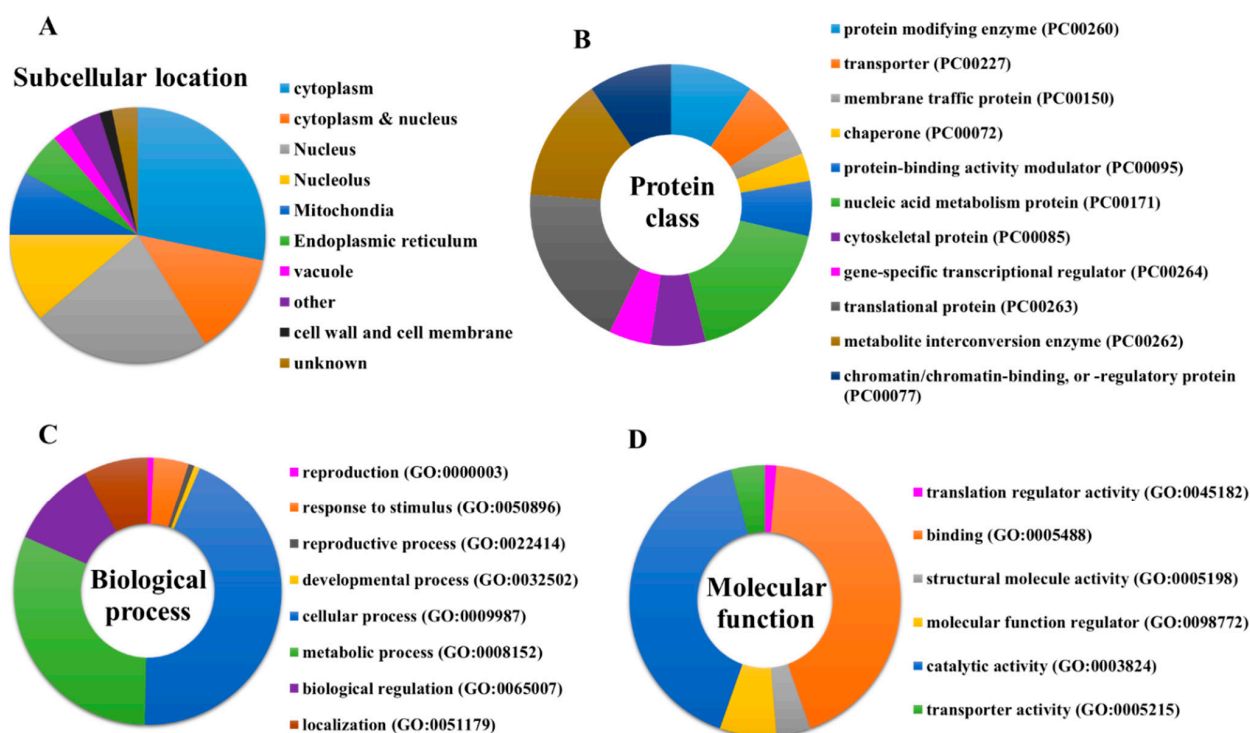 A
Subcellular location
cytoplasm
cytoplasm & nucleus
Nucleus
Nucleolus
Mitochondia
Endoplasmic reticulum
vacuole
other
cell wall and cell membrane
unknown
B
Protein
class
protein modifying enzyme (PC00260)
transporter (PC00227)
membrane traffic protein (PC00150)
chaperone (PC00072)
protein-binding activity modulator (PC00095)
nucleic acid metabolism protein (PC00171)
cytoskeletal protein (PC00085)
gene-specific transcriptional regulator (PC00264)
translational protein (PC00263)
metabolite interconversion enzyme (PC00262)
chromatin/chromatin-binding, or -regulatory protein
(PC00077)
C
Biological
process
reproduction (GO:0000003)
response to stimulus (GO:0050896)
reproductive process (GO:0022414)
developmental process (GO:0032502)
cellular process (GO:0009987)
metabolic process (GO:0008152)
biological regulation (GO:0065007)
localization (GO:0051179)
D
Molecular
function
translation regulator activity (GO:0045182)
binding (GO:0005488)
structural molecule activity (GO:0005198)
molecular function regulator (GO:0098772)
catalytic activity (GO:0003824)
transporter activity (GO:0005215)